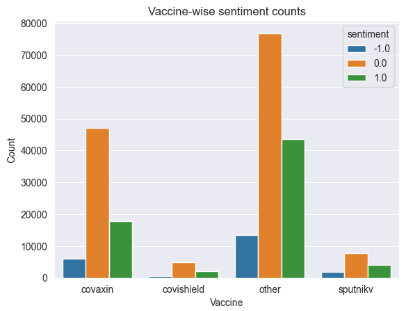 Vaccine-wise sentiment counts
sentiment
-1.0
0.0
1.0
80000
70000
60000
50000
40000
30000
20000
10000
0
Count
covaxin covishield other sputnikv
Vaccine